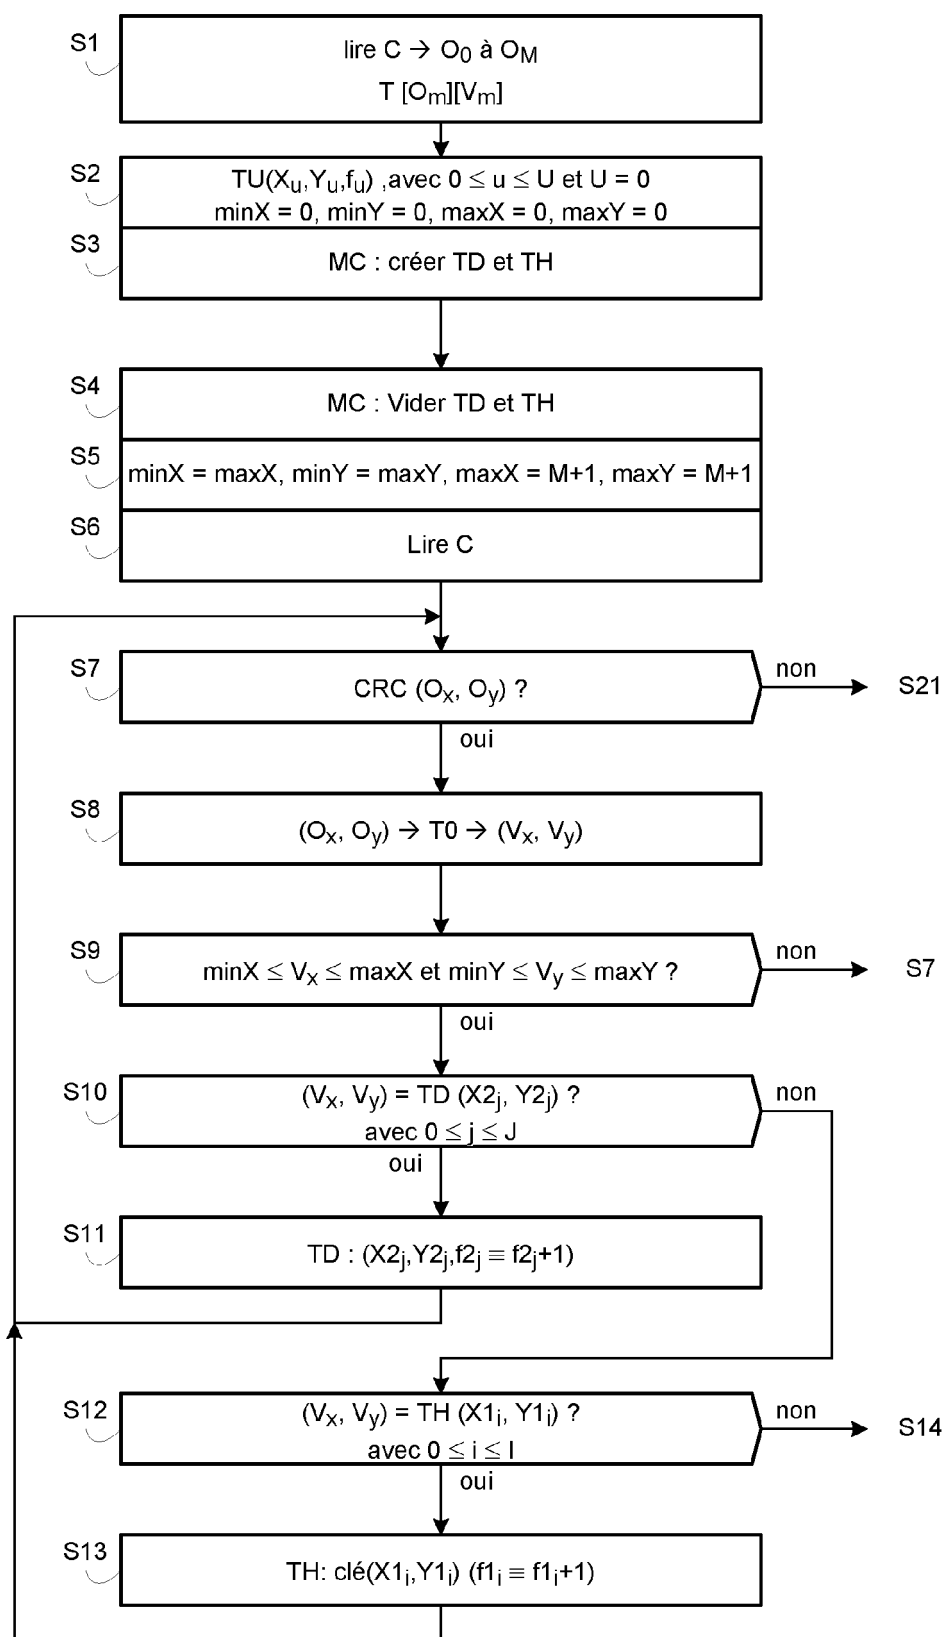 S1
lire C → O0 à OM
T [Om][Vm]
S2
TU(Xu,Yu,fu) ,avec 0 ≤ u ≤ U et U = 0
minX = 0, minY = 0, maxX = 0, maxY = 0
S3
MC : créer TD et TH
S4
MC : Vider TD et TH
S5
minX = maxX, minY = maxY, maxX = M+1, maxY = M+1
S6
Lire C
S7
CRC (Ox, Oy) ?
non
S21
oui
S8
(Ox, Oy) → T0 → (Vx, Vy)
S9
minX ≤ Vx ≤ maxX et minY ≤ Vy ≤ maxY ?
non
S7
oui
S10
(Vx, Vy) = TD (X2j, Y2j) ?
avec 0 ≤ j ≤ J
non
oui
S11
TD : (X2j,Y2j,f2j ≡ f2j+1)
S12
(Vx, Vy) = TH (X1i, Y1i) ?
avec 0 ≤ i ≤ I
non
S14
oui
S13
TH: clé(X1i,Y1i) (f1i ≡ f1i+1)